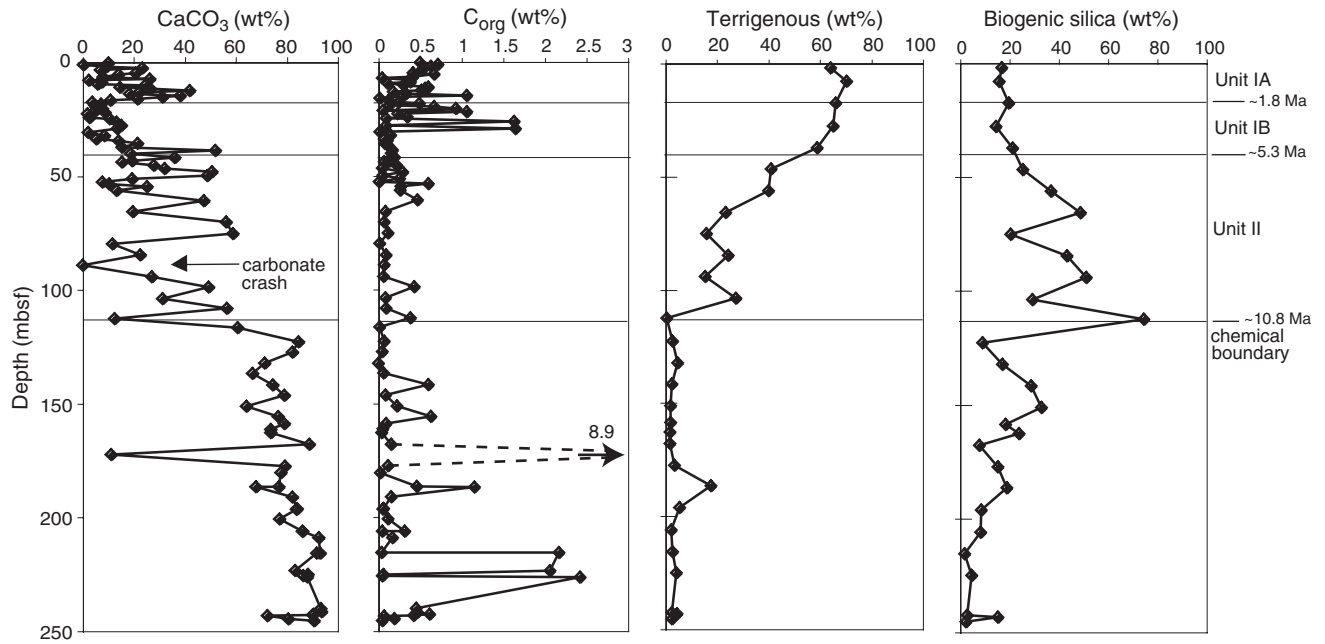 CaCO3 (wt%)
0 20 40 60 80 100
Corg (wt%)
0 0.5 1 1.5 2 2.5 3
Terrigenous (wt%)
0 20 40 60 80 100
Biogenic silica (wt%)
0 20 40 60 80 100
Depth (mbsf)
0
50
100
150
200
250
carbonate
crash
8.9
Unit IA
~1.8 Ma
Unit IB
~5.3 Ma
Unit II
~10.8 Ma
chemical
boundary